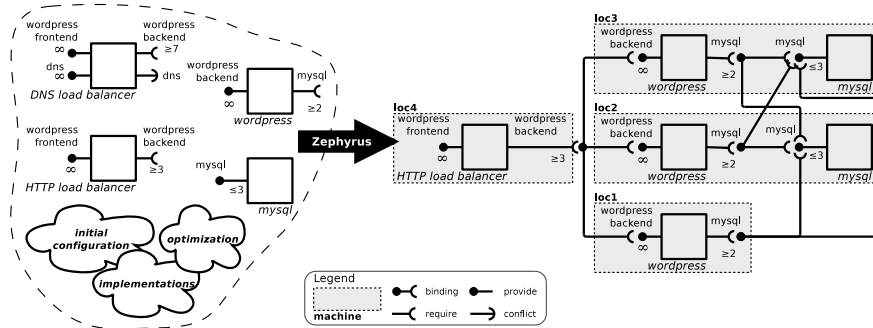 wordpress
frontend
∞
wordpress
backend
≥7
dns
∞
dns
DNS load balancer
wordpress
backend
∞
mysql
≥2
wordpress
wordpress
frontend
∞
wordpress
backend
≥3
HTTP load balancer
mysql
≤3
mysql
initial
configuration
optimization
implementations
Zephyrus
loc4
wordpress
frontend
∞
wordpress
backend
≥3
HTTP load balancer
loc3
wordpress
backend
∞
mysql
≥2
wordpress
mysql
≤3
mysql
loc2
wordpress
backend
∞
mysql
≥2
wordpress
mysql
≤3
mysql
loc1
wordpress
backend
∞
mysql
≥2
wordpress
Legend
machine
binding
provide
require
conflict